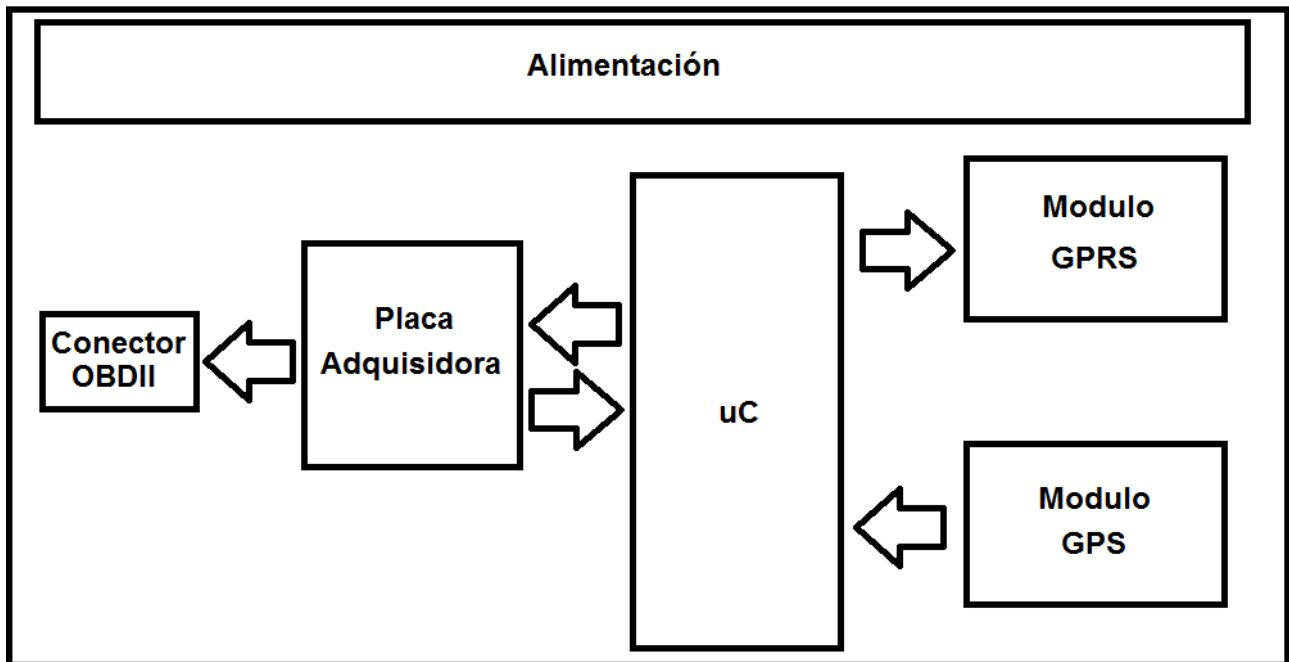 Alimentación
Modulo
GPRS
Placa
Adquisidora
Conector
OBDII
uC
Modulo
GPS